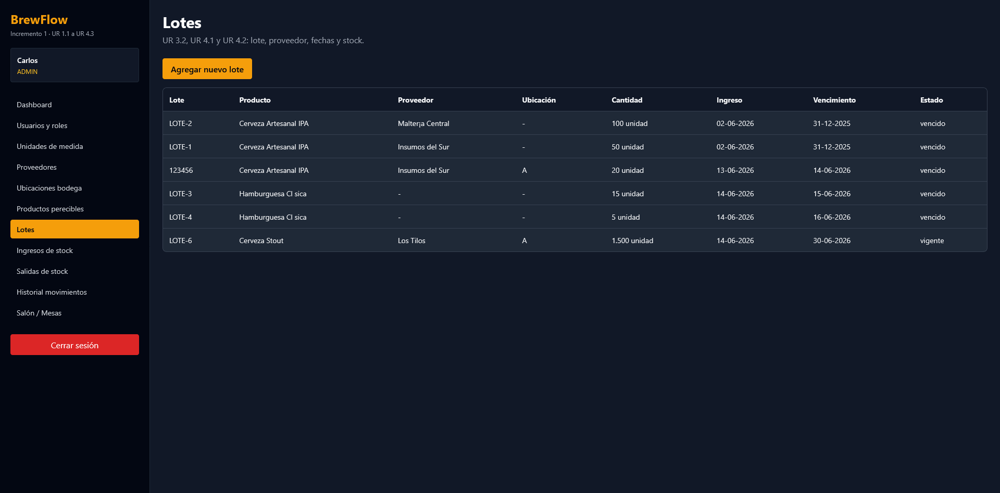 BrewFlow
Incremento 1 · UR 1.1 a UR 4.3
Carlos
ADMIN
Dashboard
Usuarios y roles
Unidades de medida
Proveedores
Ubicaciones bodega
Productos perecibles
Lotes
Ingresos de stock
Salidas de stock
Historial movimientos
Salón / Mesas
Cerrar sesión
Lotes
UR 3.2, UR 4.1 y UR 4.2: lote, proveedor, fechas y stock.
Agregar nuevo lote
Lote Producto Proveedor Ubicación Cantidad Ingreso Vencimiento Estado
LOTE-2 Cerveza Artesanal IPA Malter¡a Central - 100 unidad 02-06-2026 31-12-2025 vencido
LOTE-1 Cerveza Artesanal IPA Insumos del Sur - 50 unidad 02-06-2026 31-12-2025 vencido
123456 Cerveza Artesanal IPA Insumos del Sur A 20 unidad 13-06-2026 14-06-2026 vencido
LOTE-3 Hamburguesa Cl sica - - 15 unidad 14-06-2026 15-06-2026 vencido
LOTE-4 Hamburguesa Cl sica - - 5 unidad 14-06-2026 16-06-2026 vencido
LOTE-6 Cerveza Stout Los Tilos A 1.500 unidad 14-06-2026 30-06-2026 vigente